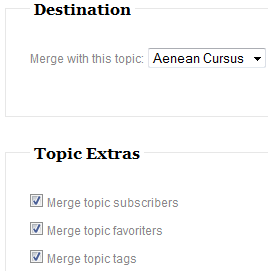 Destination
Merge with this topic: Aenean Cursus
Topic Extras
Merge topic subscribers
Merge topic favoriters
Merge topic tags